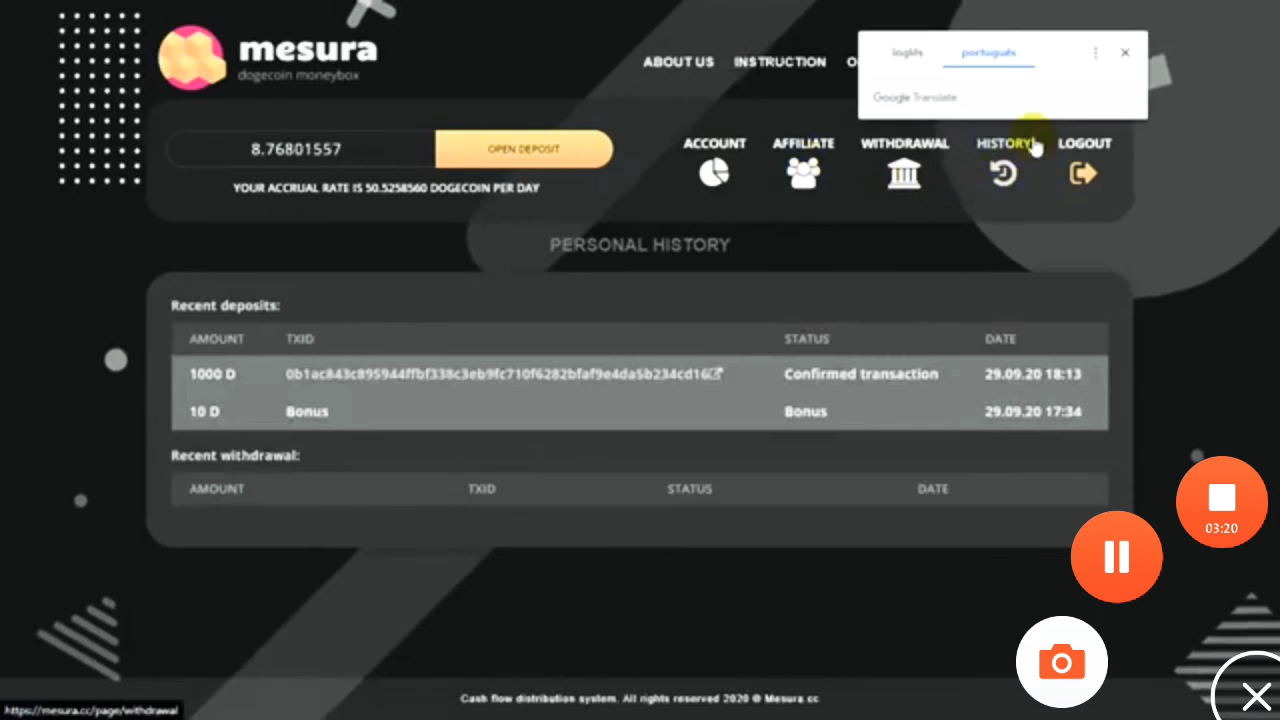 mesura
dogecoin moneybox
ABOUT US INSTRUCTION O
inglês português
Google Translate
8.76801557 OPEN DEPOSIT
ACCOUNT AFFILIATE WITHDRAWAL HISTORY LOGOUT
YOUR ACCRUAL RATE IS 50.5258560 DOGECOIN PER DAY
PERSONAL HISTORY
Recent deposits:
AMOUNT TXID STATUS DATE
1000 D Confirmed transaction 29.09.20 18:13
10 D Bonus Bonus 29.09.20 17:34
Recent withdrawal:
AMOUNT TXID STATUS DATE
03:20
Cash flow distribution system. All rights reserved 2020 © Mesura.cc
https://mesura.cc/page/withdrawal